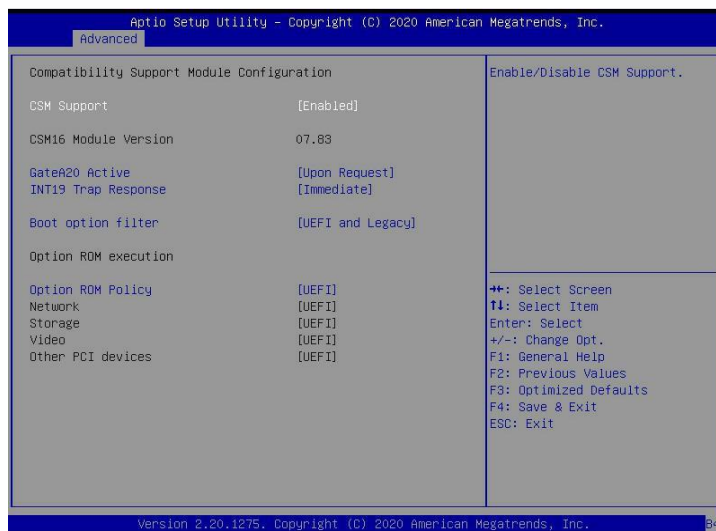 Aptio Setup Utility – Copyright (C) 2020 American Megatrends, Inc.
Advanced
Compatibility Support Module Configuration
CSM Support [Enabled]
CSM16 Module Version 07.83
GateA20 Active [Upon Request]
INT19 Trap Response [Immediate]
Boot option filter [UEFI and Legacy]
Option ROM execution
Option ROM Policy [UEFI]
Network [UEFI]
Storage [UEFI]
Video [UEFI]
Other PCI devices [UEFI]
Enable/Disable CSM Support.
→←: Select Screen
↑↓: Select Item
Enter: Select
+/-: Change Opt.
F1: General Help
F2: Previous Values
F3: Optimized Defaults
F4: Save & Exit
ESC: Exit
Version 2.20.1275. Copyright (C) 2020 American Megatrends, Inc.